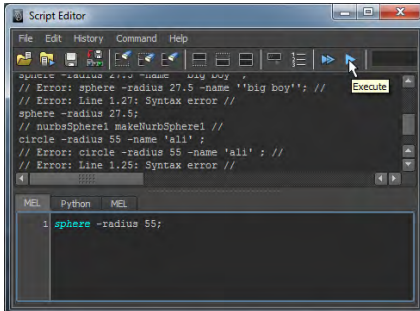 Script Editor
File Edit History Command Help
sphere -radius 27.5 -name ''big boy'' ;
// Error: sphere -radius 27.5 -name ''big boy''; //
// Error: Line 1.27: Syntax error //
sphere -radius 27.5;
// nurbsSphere1 makeNurbSphere1 //
circle -radius 55 -name 'ali' ;
// Error: circle -radius 55 -name 'ali' ; //
// Error: Line 1.25: Syntax error //
Execute
MEL Python MEL
1 sphere -radius 55;